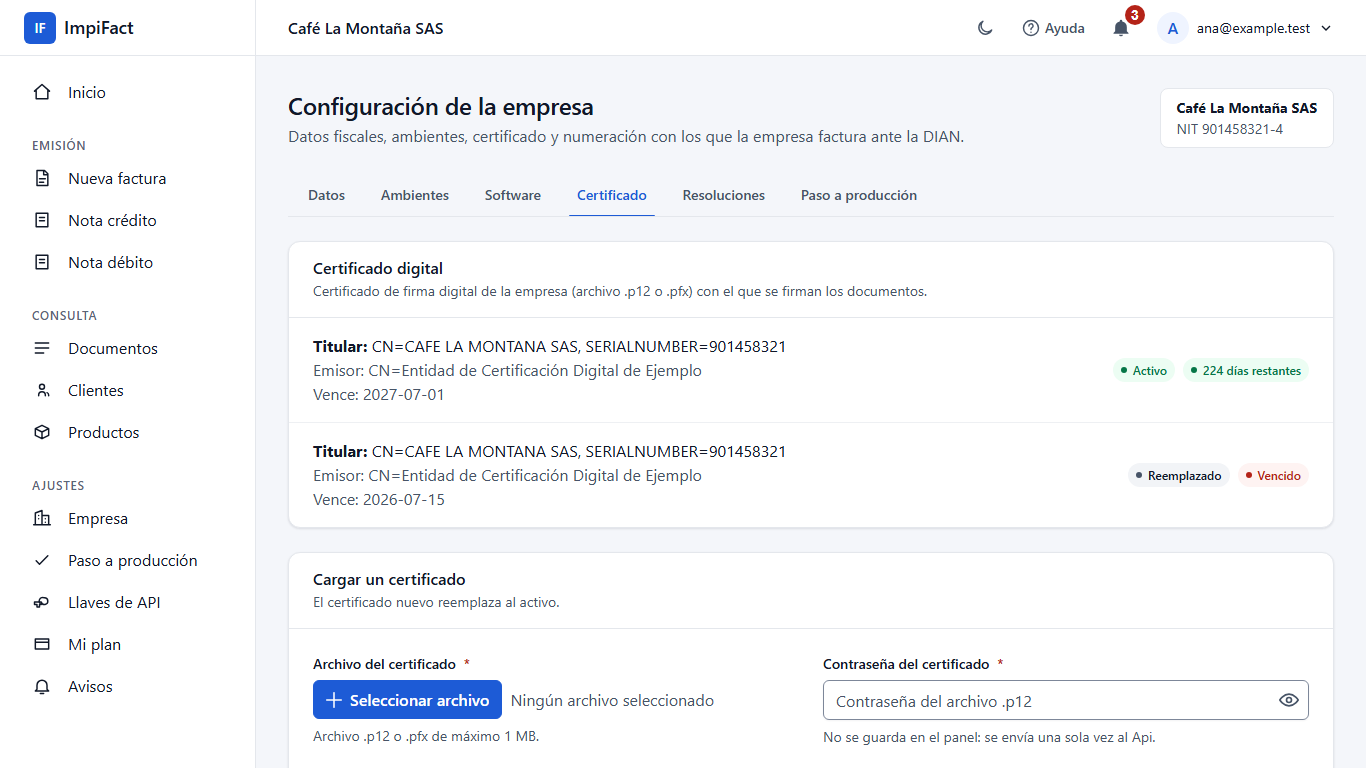 IF ImpiFact
Café La Montaña SAS
Ayuda
3
A
ana@example.test
Inicio
EMISIÓN
Nueva factura
Nota crédito
Nota débito
CONSULTA
Documentos
Clientes
Productos
AJUSTES
Empresa
Paso a producción
Llaves de API
Mi plan
Avisos
Configuración de la empresa
Datos fiscales, ambientes, certificado y numeración con los que la empresa factura ante la DIAN.
Café La Montaña SAS
NIT 901458321-4
Datos Ambientes Software Certificado Resoluciones Paso a producción
Certificado digital
Certificado de firma digital de la empresa (archivo .p12 o .pfx) con el que se firman los documentos.
Titular: CN=CAFE LA MONTANA SAS, SERIALNUMBER=901458321
Emisor: CN=Entidad de Certificación Digital de Ejemplo
Vence: 2027-07-01
Activo 224 días restantes
Titular: CN=CAFE LA MONTANA SAS, SERIALNUMBER=901458321
Emisor: CN=Entidad de Certificación Digital de Ejemplo
Vence: 2026-07-15
Reemplazado Vencido
Cargar un certificado
El certificado nuevo reemplaza al activo.
Archivo del certificado *
Seleccionar archivo Ningún archivo seleccionado
Archivo .p12 o .pfx de máximo 1 MB.
Contraseña del certificado *
Contraseña del archivo .p12
No se guarda en el panel: se envía una sola vez al Api.